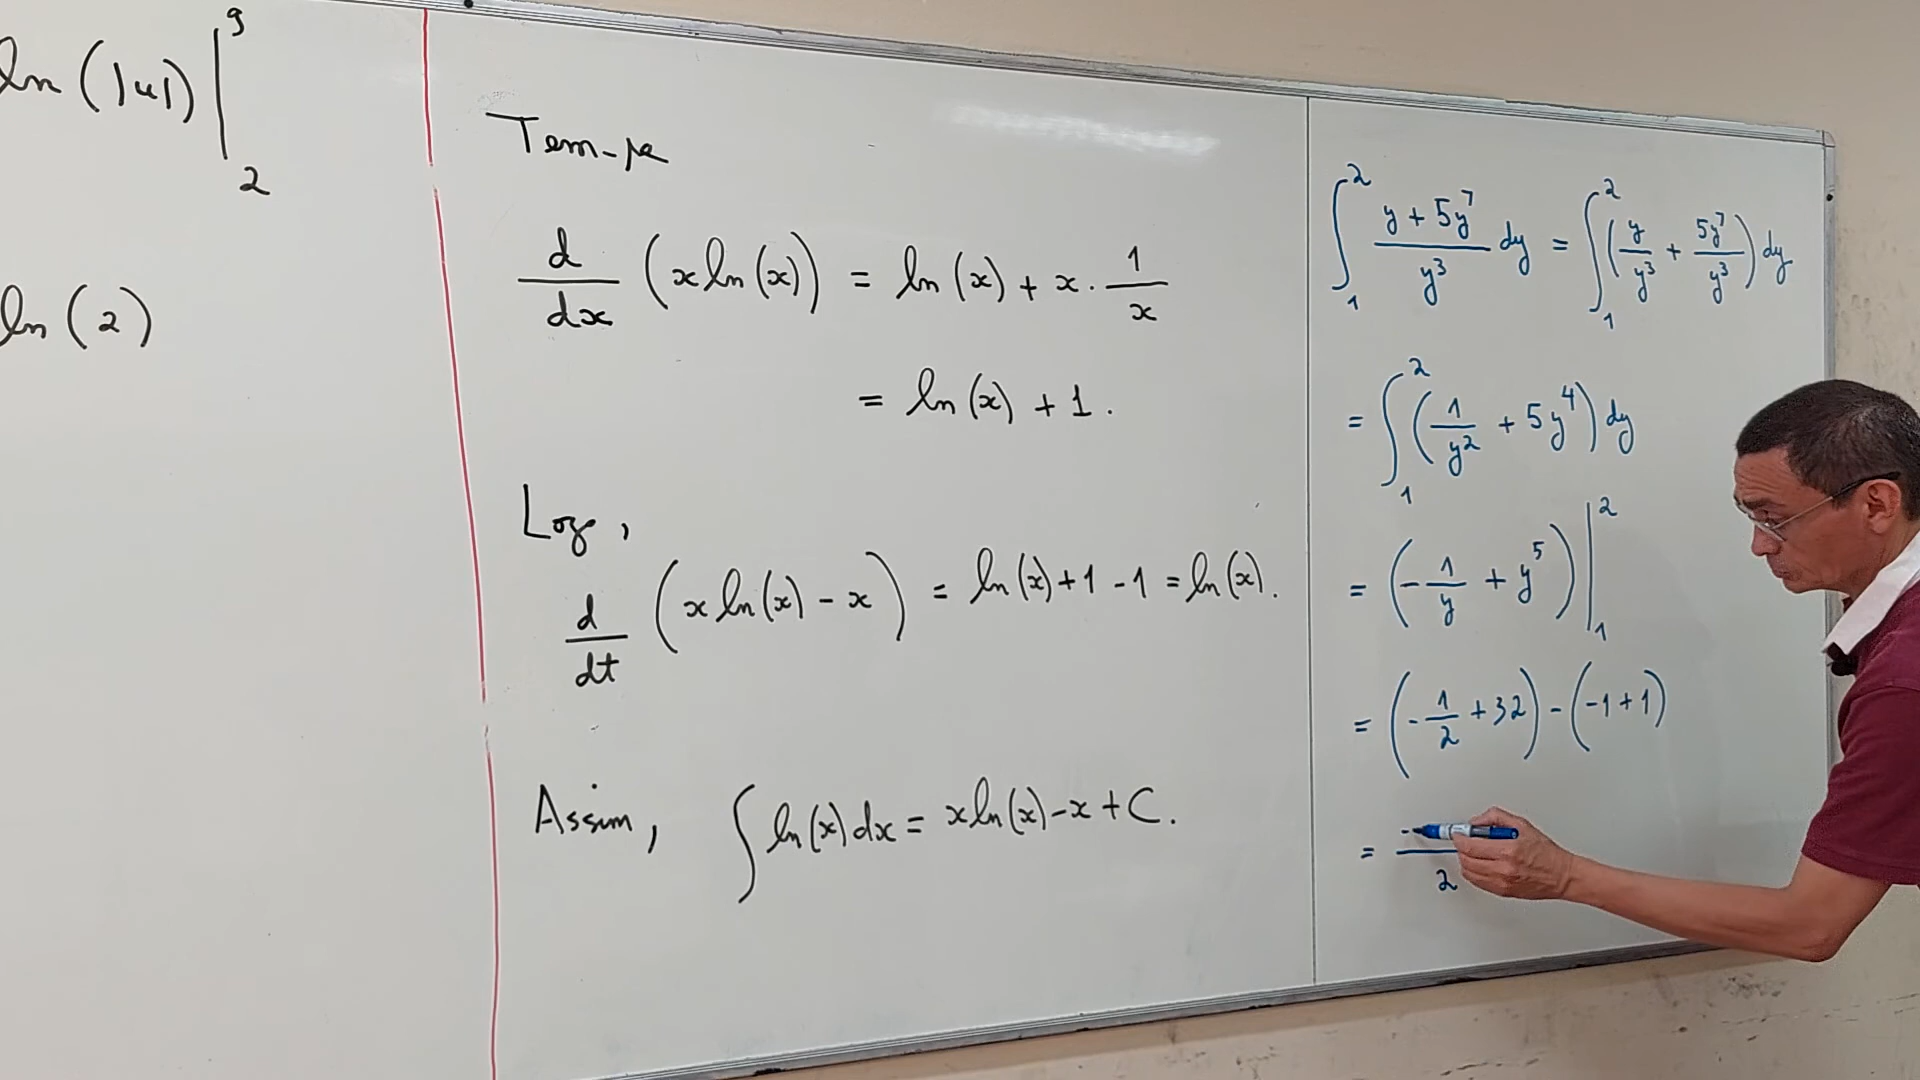 ln(|u|)|_2^9
ln(2)
Tem-se
d/dx (x ln(x)) = ln(x) + x · 1/x
= ln(x) + 1.
Logo,
d/dt (x ln(x) - x) = ln(x) + 1 - 1 = ln(x).
Assim, ∫ ln(x) dx = x ln(x) - x + C.
∫_1^2 (y + 5y^7)/y^3 dy = ∫_1^2 (y/y^3 + 5y^7/y^3) dy
= ∫_1^2 (1/y^2 + 5y^4) dy
= (-1/y + y^5)|_1^2
= (-1/2 + 32) - (-1 + 1)
= -/2